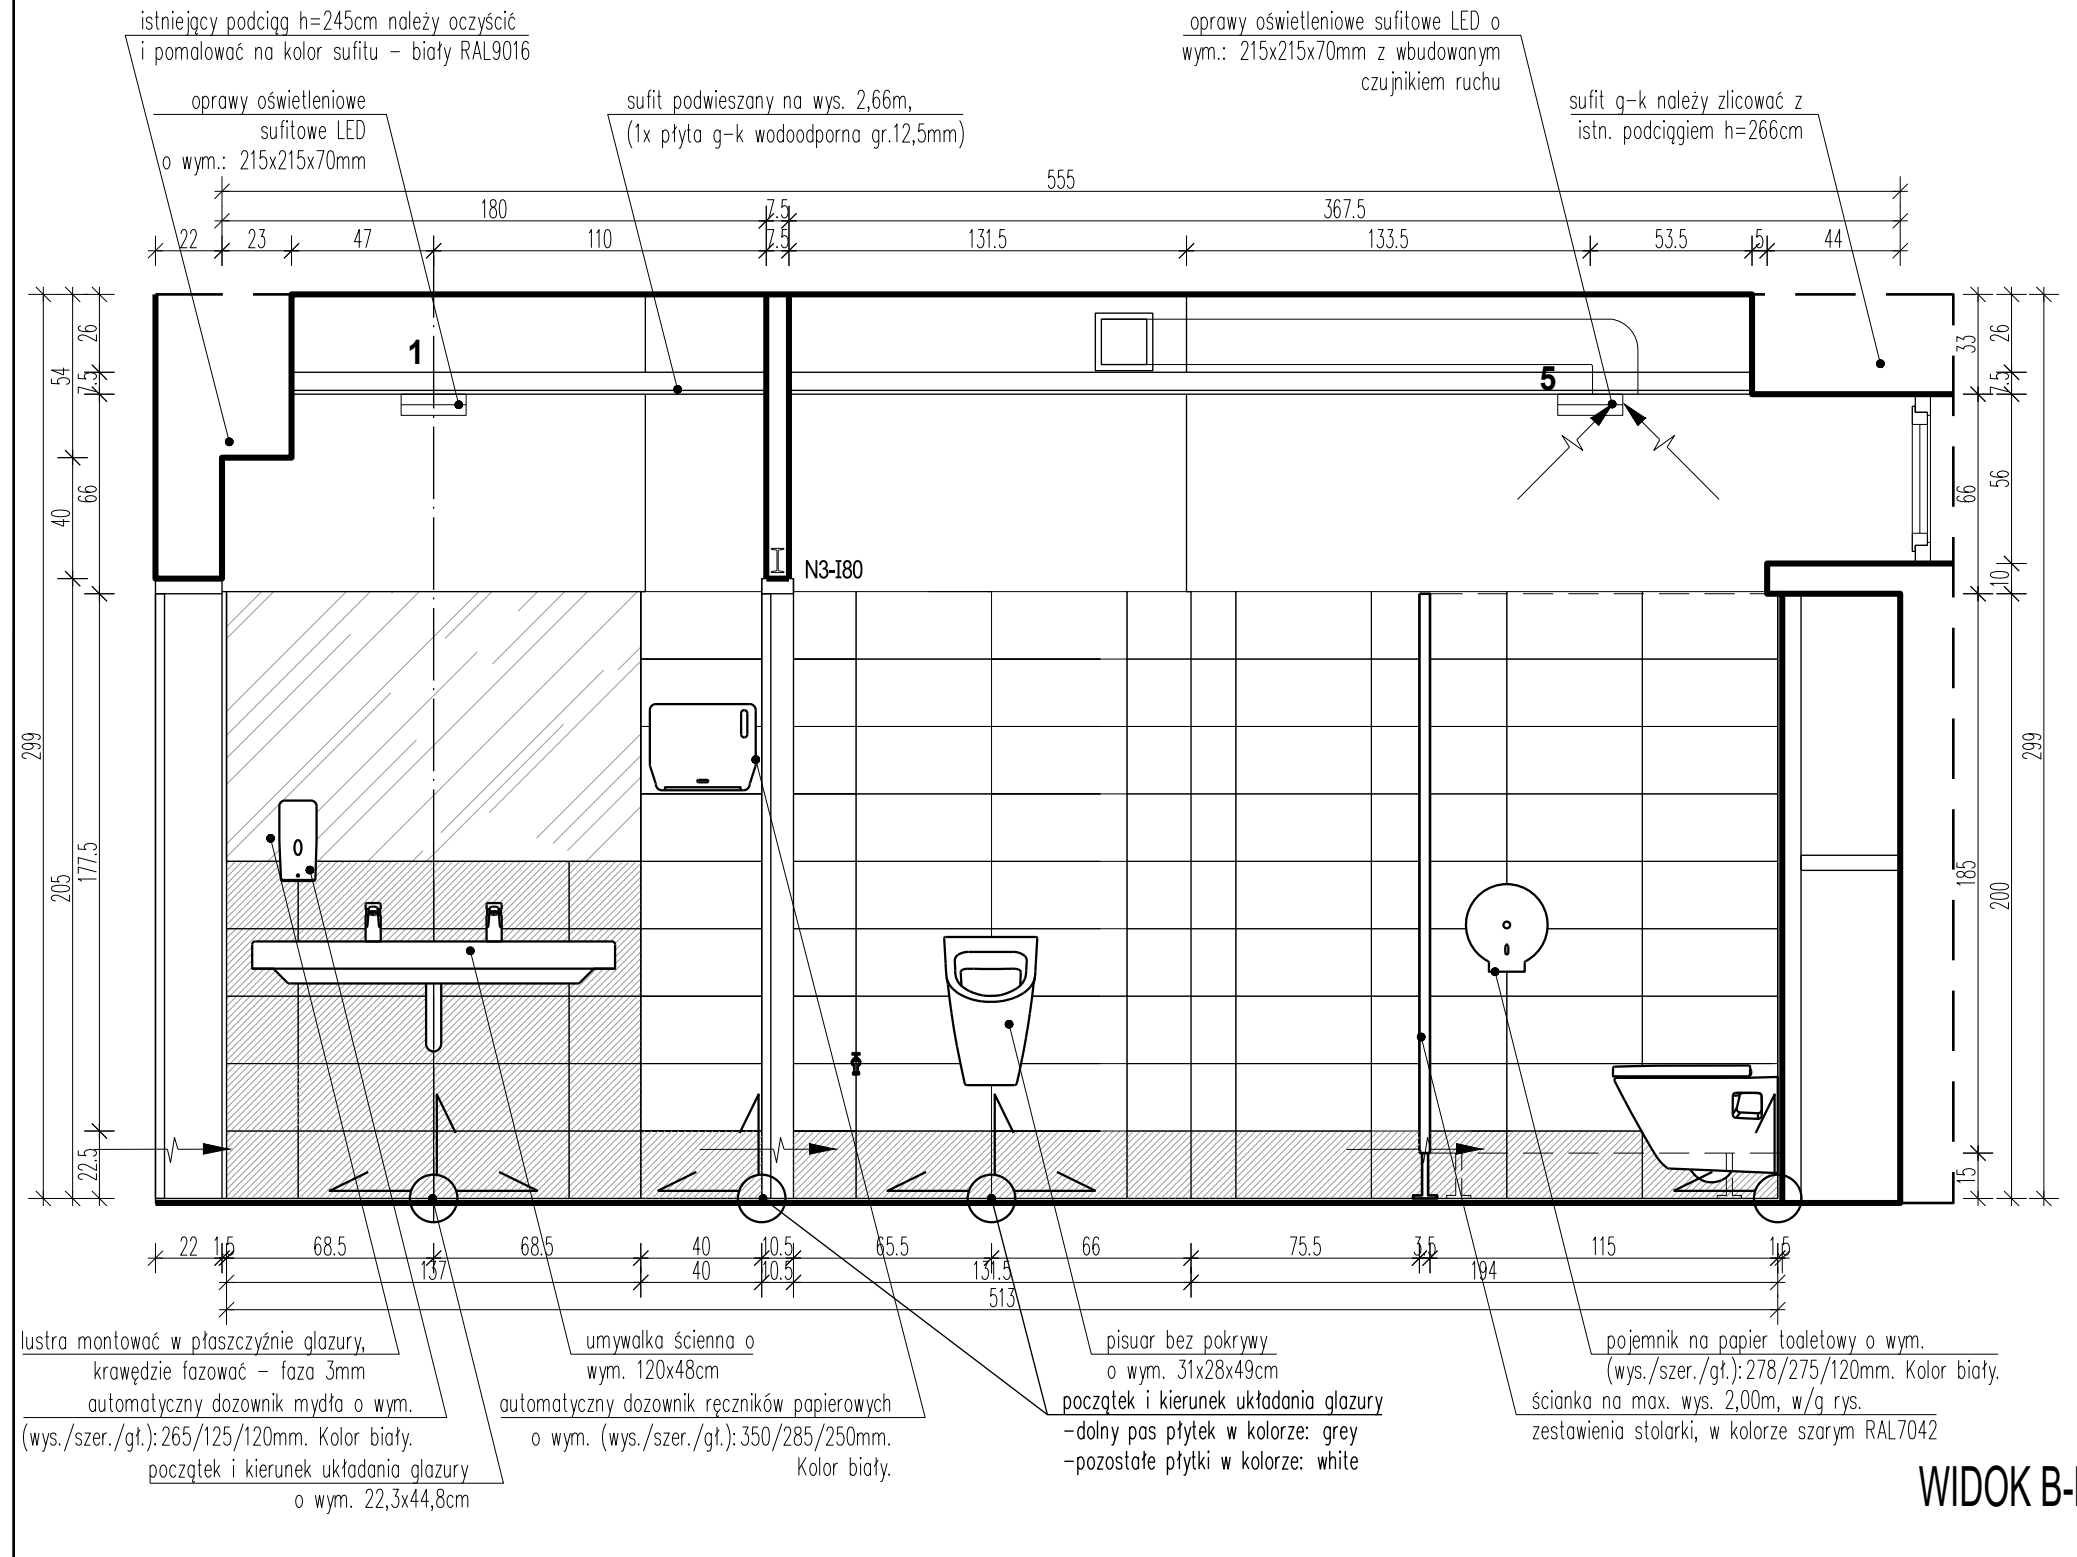 istniejący podciąg h=245cm należy oczyścić
i pomalować na kolor sufitu – biały RAL9016
oprawy oświetleniowe
sufitowe LED
o wym.: 215x215x70mm
sufit podwieszany na wys. 2,66m,
(1x płyta g-k wodoodporna gr.12,5mm)
oprawy oświetleniowe sufitowe LED o
wym.: 215x215x70mm z wbudowanym
czujnikiem ruchu
sufit g-k należy zlicować z
istn. podciągiem h=266cm
555
180 7.5 367.5
22 23 47 110 7.5 131.5 133.5 53.5 5 44
299
54 40 205
26 7.5 66 177.5 22.5
1
5
N3-I80
33 66 185 15
26 7.5 56 10 200
299
22 1.5 68.5 68.5 40 10.5 65.5 66 75.5 3.5 115 1.5
137 40 10.5 131.5 194
513
lustra montować w płaszczyźnie glazury,
krawędzie fazować – faza 3mm
automatyczny dozownik mydła o wym.
(wys./szer./gł.):265/125/120mm. Kolor biały.
początek i kierunek układania glazury
o wym. 22,3x44,8cm
umywalka ścienna o
wym. 120x48cm
automatyczny dozownik ręczników papierowych
o wym. (wys./szer./gł.):350/285/250mm.
Kolor biały.
pisuar bez pokrywy
o wym. 31x28x49cm
początek i kierunek układania glazury
-dolny pas płytek w kolorze: grey
-pozostałe płytki w kolorze: white
pojemnik na papier toaletowy o wym.
(wys./szer./gł.):278/275/120mm. Kolor biały.
ścianka na max. wys. 2,00m, w/g rys.
zestawienia stolarki, w kolorze szarym RAL7042
WIDOK B-